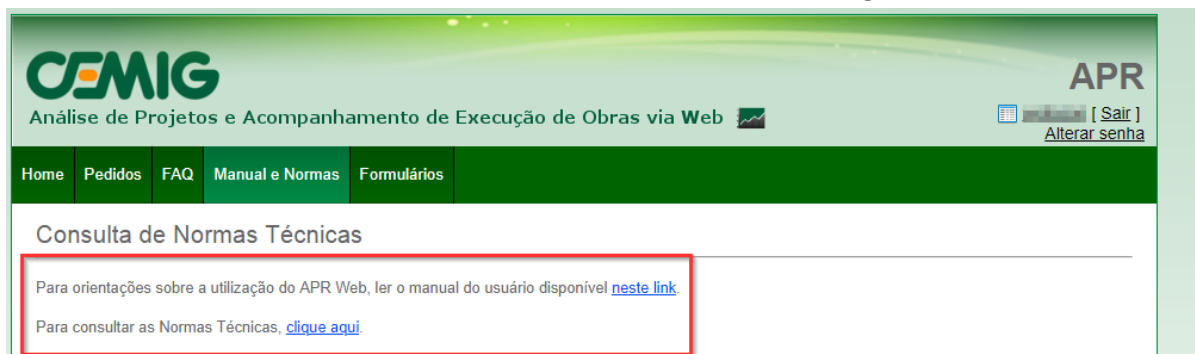 CEMIG
APR
Análise de Projetos e Acompanhamento de Execução de Obras via Web
[ Sair ]
Alterar senha
Home Pedidos FAQ Manual e Normas Formulários
Consulta de Normas Técnicas
Para orientações sobre a utilização do APR Web, ler o manual do usuário disponível neste link.
Para consultar as Normas Técnicas, clique aqui.